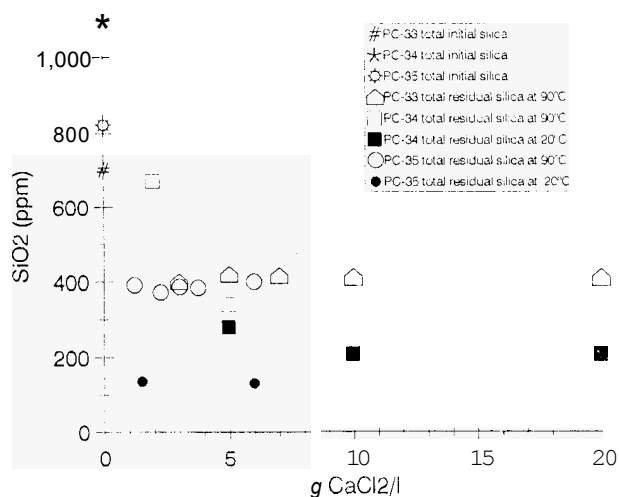 1,000
800
600
400
200
0
SiO2 (ppm)
# PC-33 total initial silica
PC-34 total initial silica
PC-35 total initial silica
PC-33 total residual silica at 90°C
PC-34 total residual silica at 90°C
PC-34 total residual silica at 20°C
PC-35 total residual silica at 90°C
PC-35 total residual silica at 20°C
0 5 10 15 20
g CaCl2/l